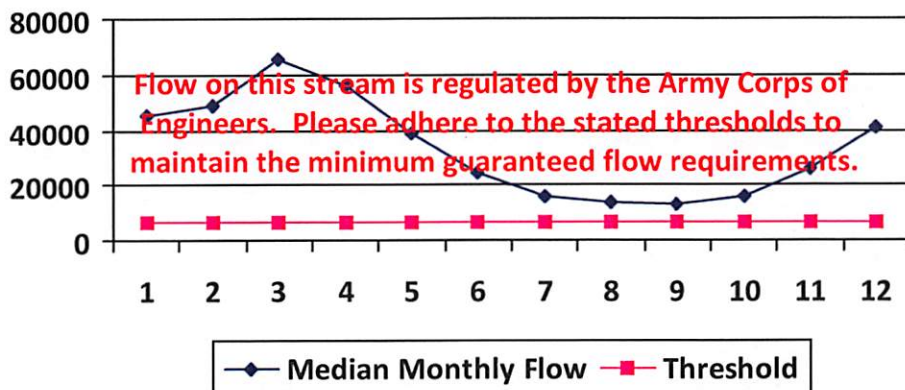 80000
60000
40000
20000
0
Flow on this stream is regulated by the Army Corps of
Engineers. Please adhere to the stated thresholds to
maintain the minimum guaranteed flow requirements.
1 2 3 4 5 6 7 8 9 10 11 12
Median Monthly Flow Threshold